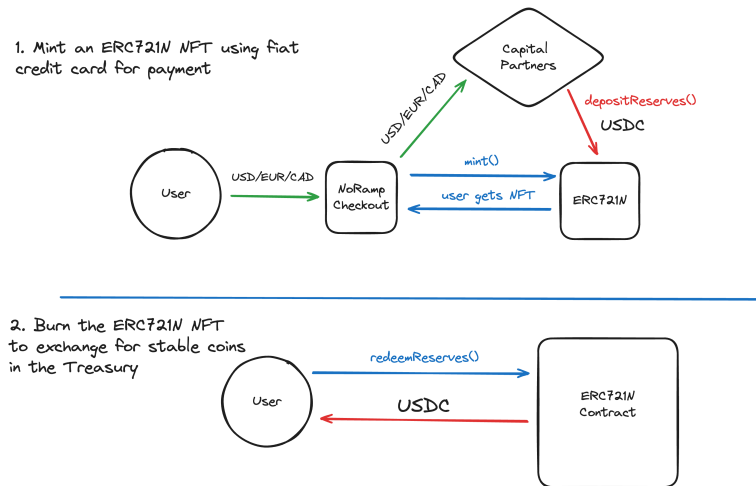 1. Mint an ERC721N NFT using fiat
credit card for payment
Capital
Partners
USD/EUR/CAD
depositReserves()
USDC
User
USD/EUR/CAD
NoRamp
Checkout
mint()
user gets NFT
ERC721N
2. Burn the ERC721N NFT
to exchange for stable coins
in the Treasury
User
redeemReserves()
USDC
ERC721N
Contract